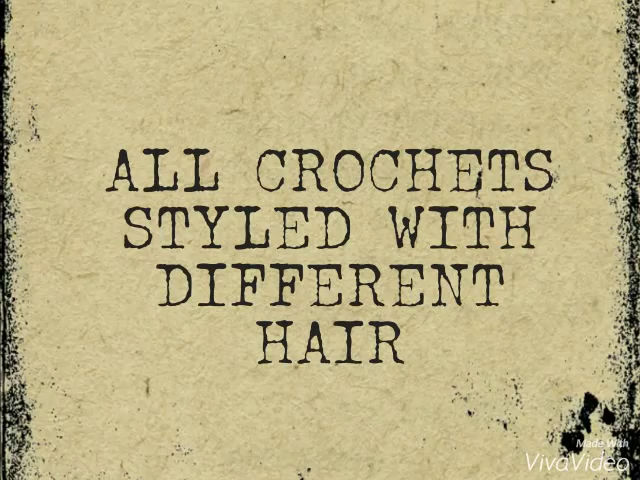 ALL CROCHETS
STYLED WITH
DIFFERENT
HAIR
Made With
VivaVideo